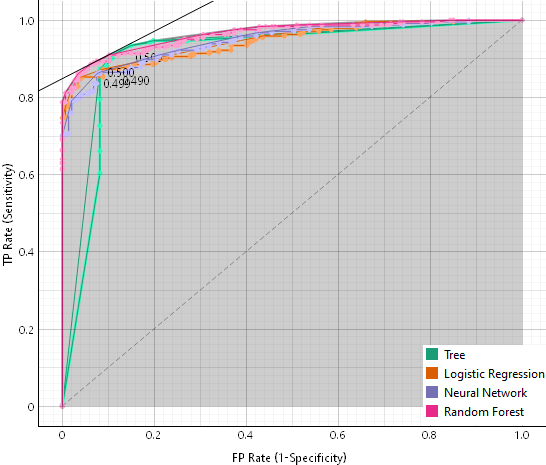 1.0
0.8
0.6
0.4
0.2
0
TP Rate (Sensitivity)
0.500
0.490
0 0.2 0.4 0.6 0.8 1.0
FP Rate (1-Specificity)
Tree
Logistic Regression
Neural Network
Random Forest